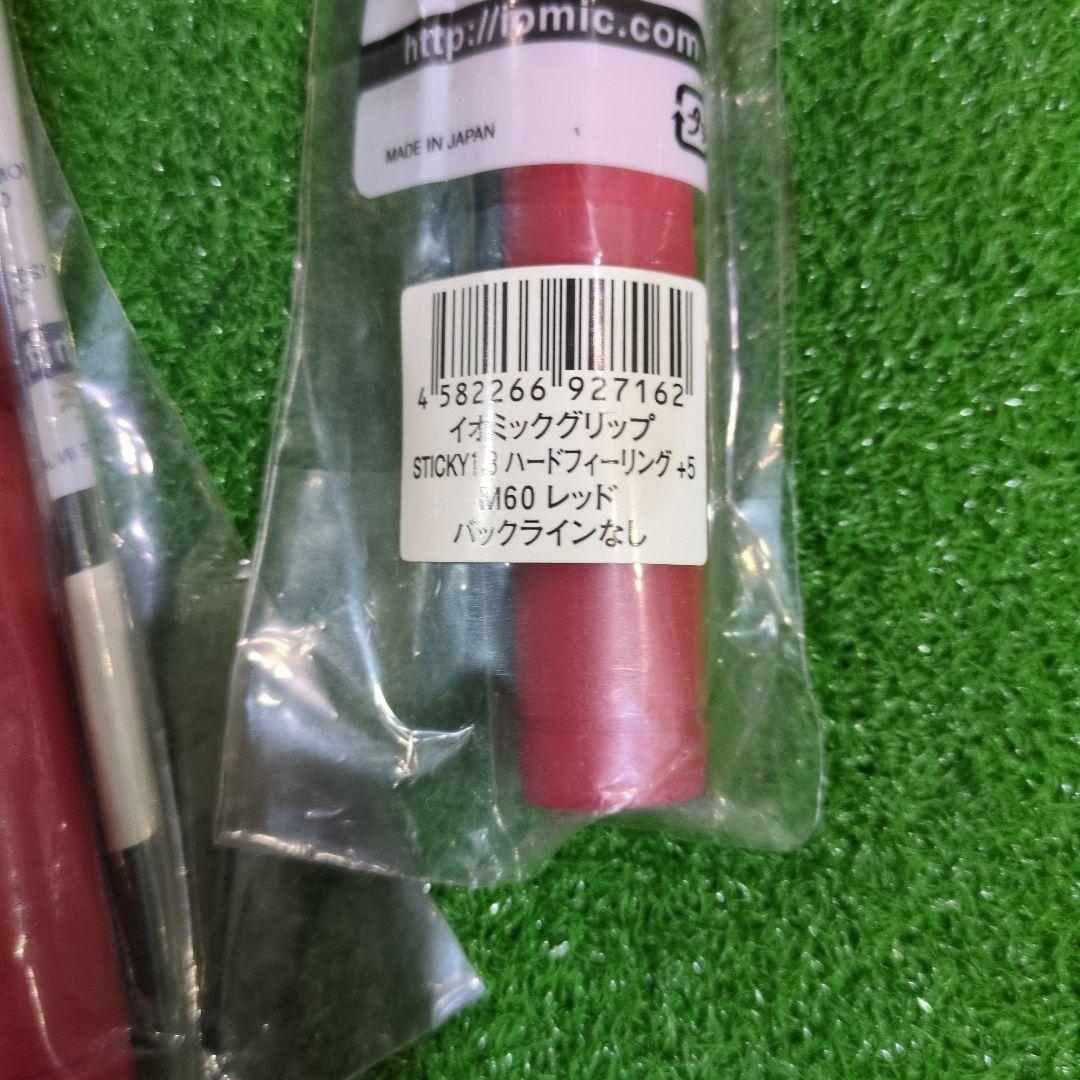 http://iomic.com
MADE IN JAPAN
プラ
4 582266 927162
イオミックグリップ
STICKY1.8 ハードフィーリング +5
M60 レッド
バックラインなし